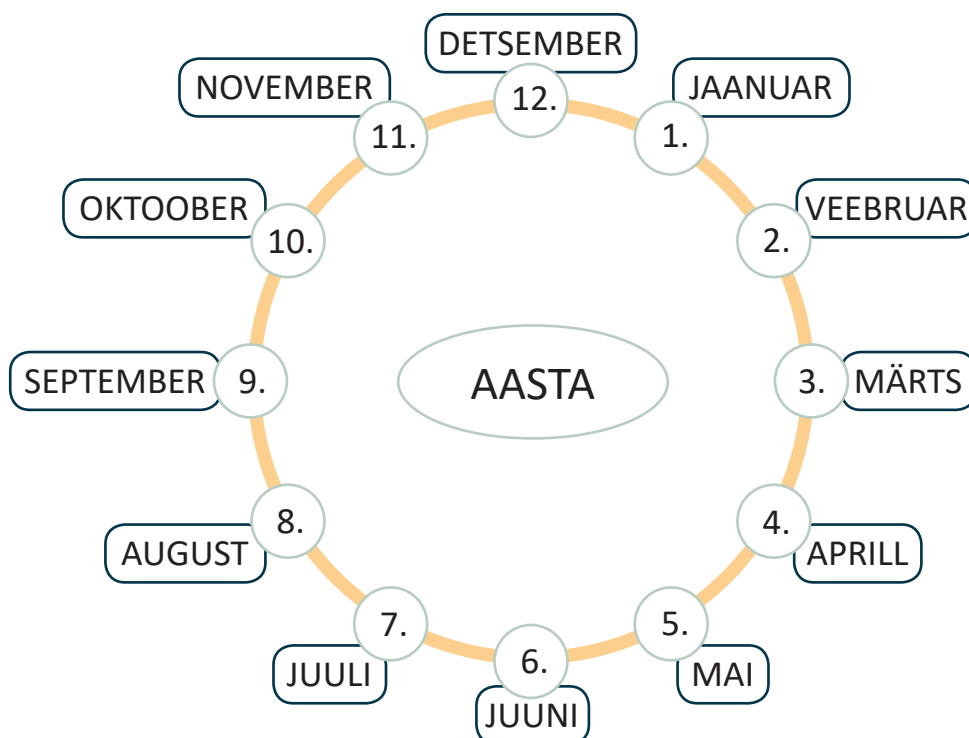 DETSEMBER
12.
JAANUAR
1.
VEEBRUAR
2.
MÄRTS
3.
APRILL
4.
MAI
5.
JUUNI
6.
JUULI
7.
AUGUST
8.
SEPTEMBER
9.
OKTOOBER
10.
NOVEMBER
11.
AASTA